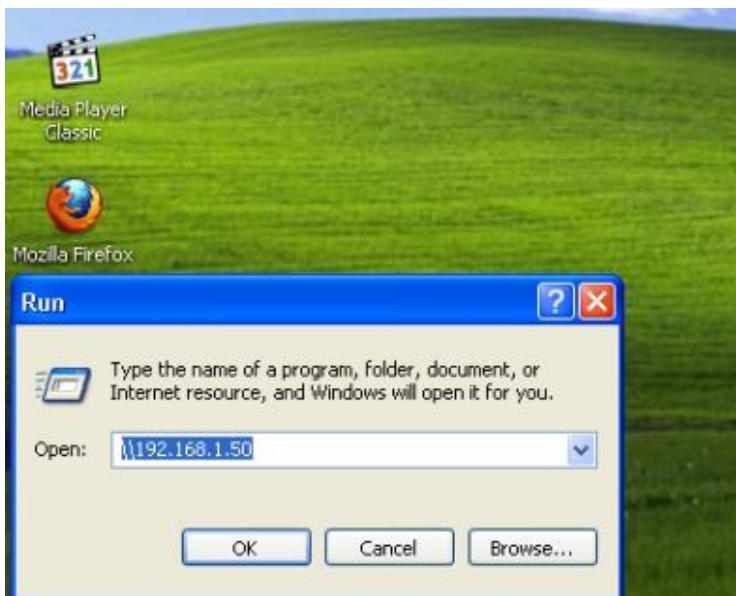 321
Media Player
Classic
Mozilla Firefox
Run
Type the name of a program, folder, document, or
Internet resource, and Windows will open it for you.
Open: \\192.168.1.50
OK Cancel Browse...